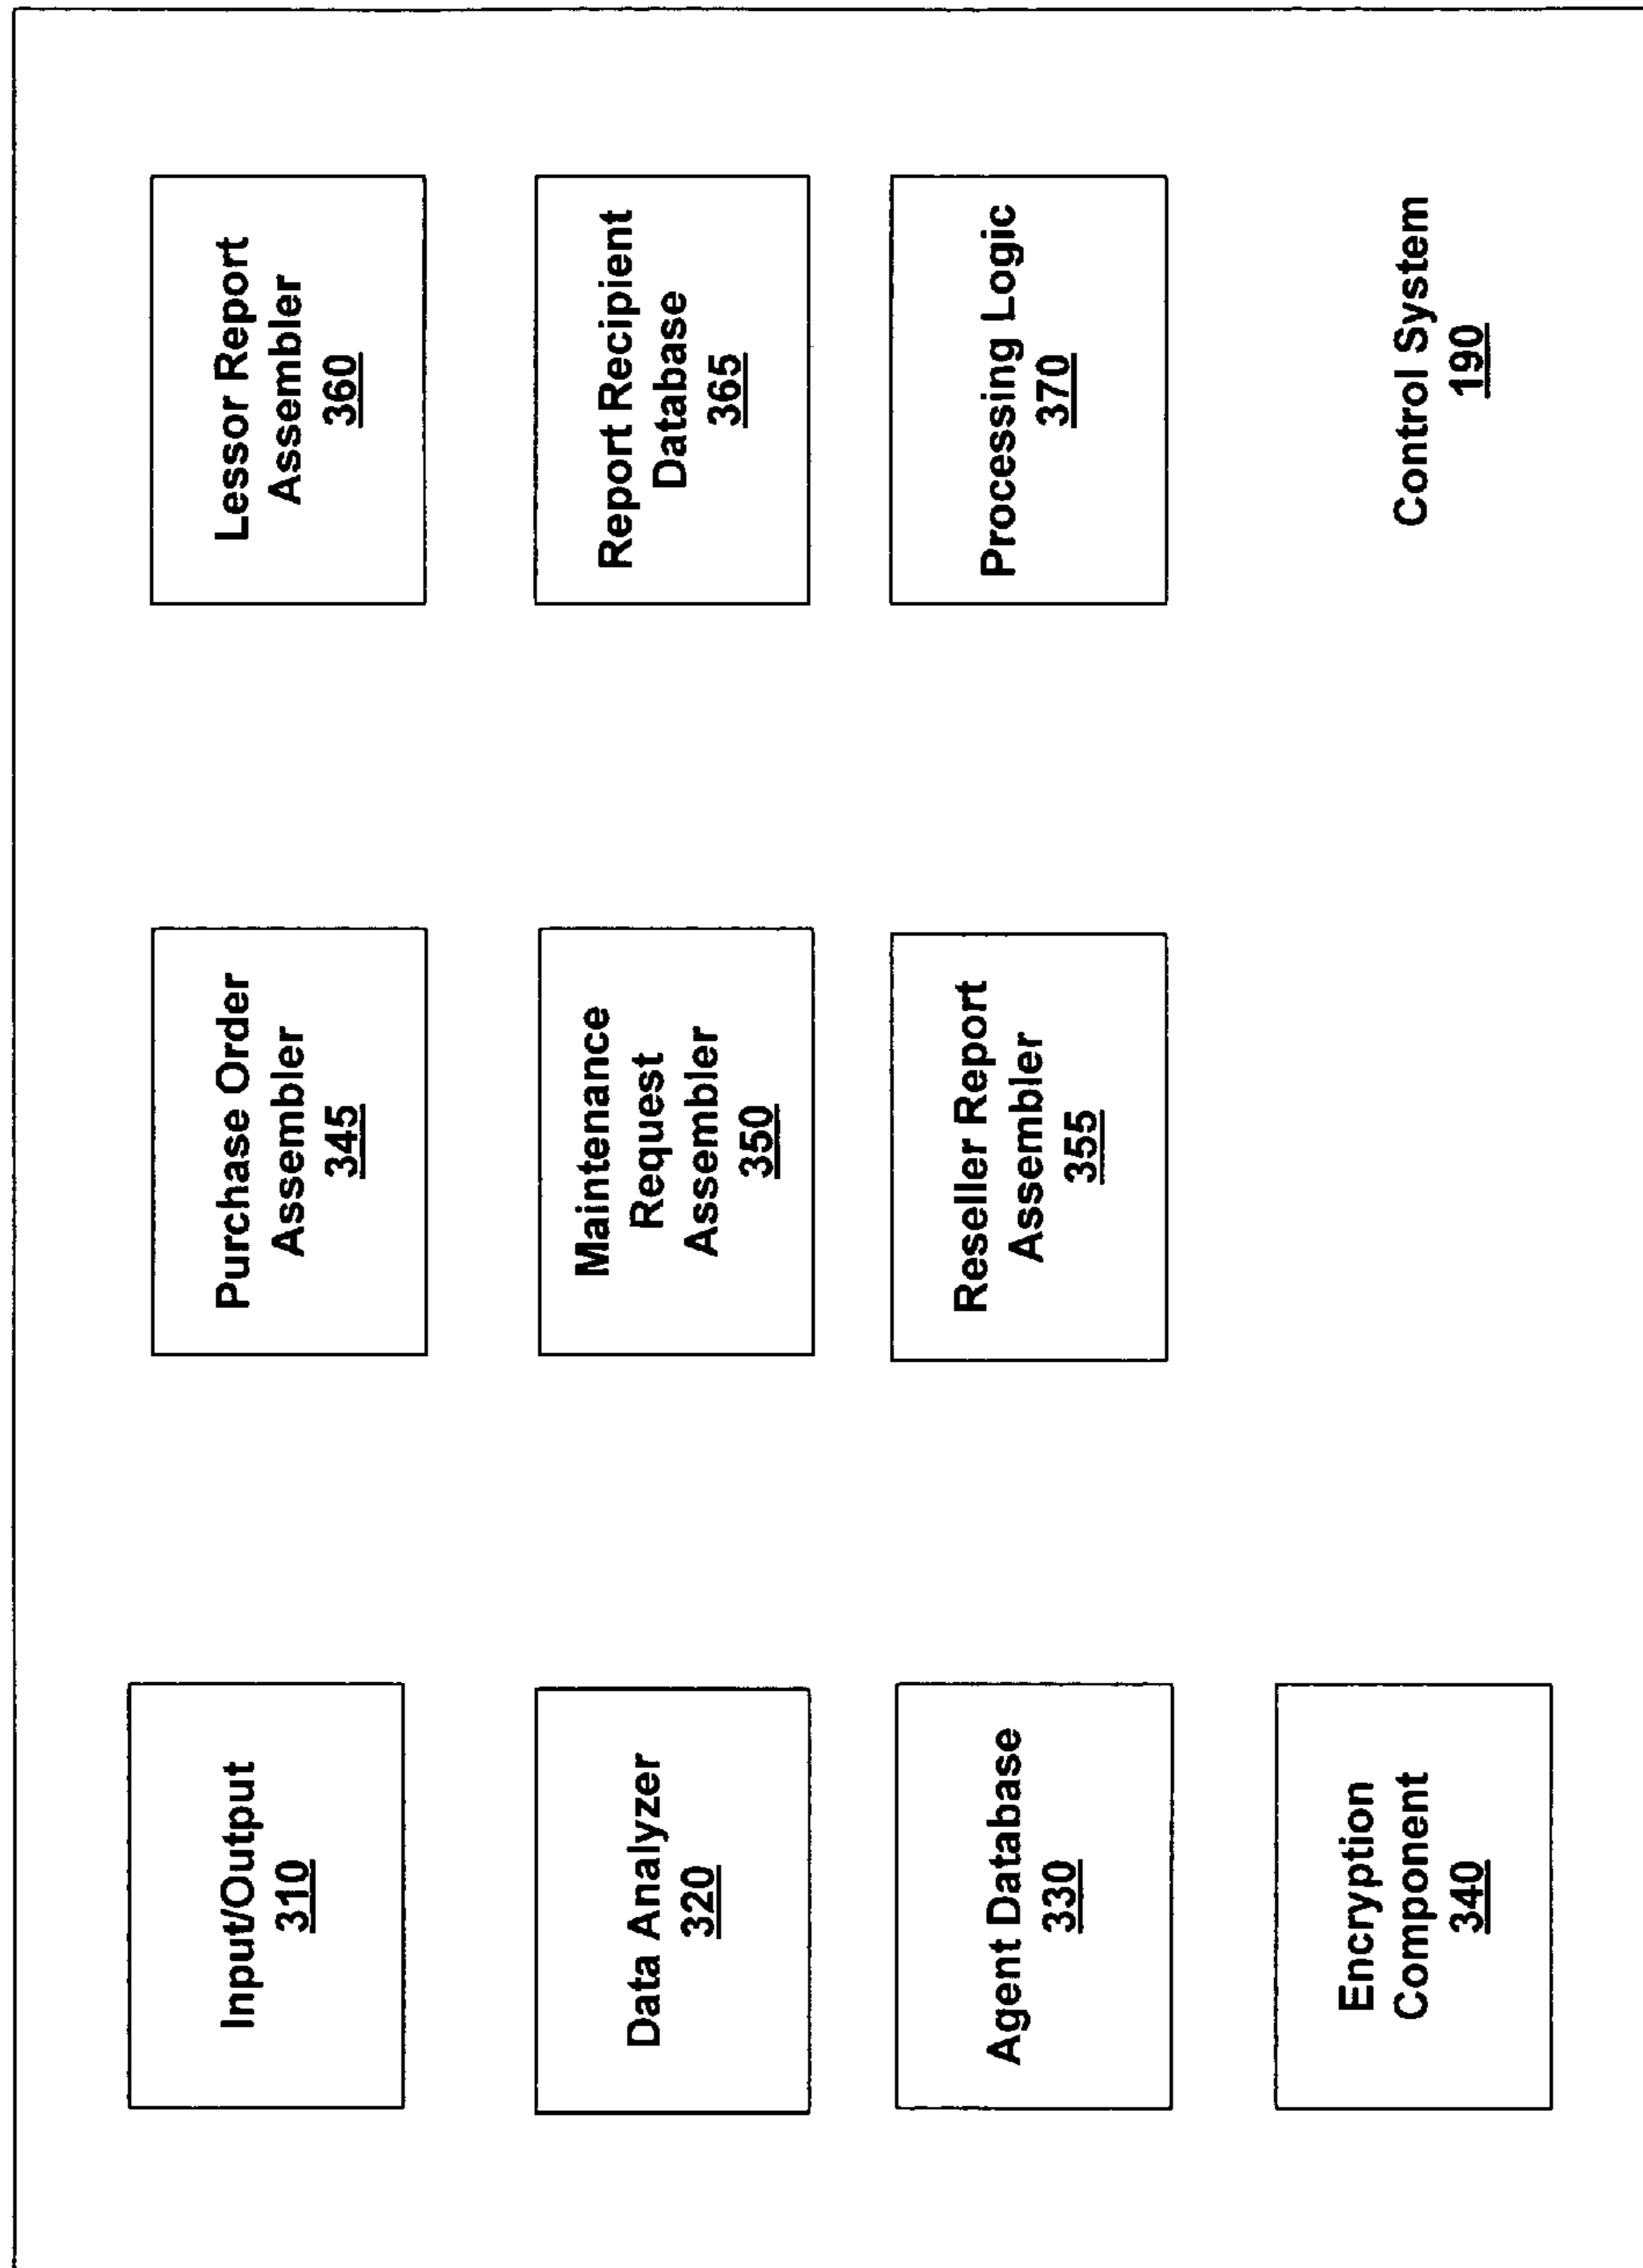 Input/Output
310
Data Analyzer
320
Agent Database
330
Encryption
Component
340
Purchase Order
Assembler
345
Maintenance
Request
Assembler
350
Reseller Report
Assembler
355
Lessor Report
Assembler
360
Report Recipient
Database
365
Processing Logic
370
Control System
190